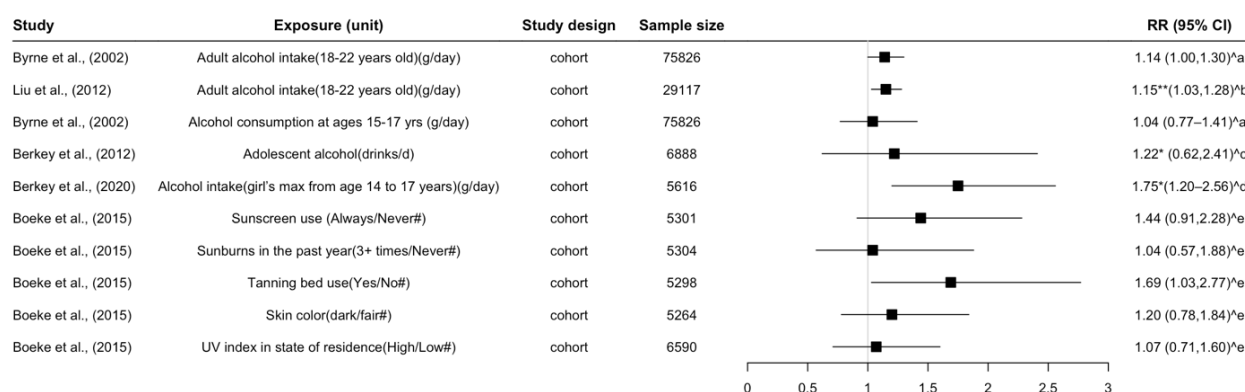 Study Exposure (unit) Study design Sample size RR (95% CI)
Byrne et al., (2002) Adult alcohol intake(18-22 years old)(g/day) cohort 75826 1.14 (1.00,1.30)^a
Liu et al., (2012) Adult alcohol intake(18-22 years old)(g/day) cohort 29117 1.15**(1.03,1.28)^b
Byrne et al., (2002) Alcohol consumption at ages 15-17 yrs (g/day) cohort 75826 1.04 (0.77–1.41)^a
Berkey et al., (2012) Adolescent alcohol(drinks/d) cohort 6888 1.22* (0.62,2.41)^c
Berkey et al., (2020) Alcohol intake(girl's max from age 14 to 17 years)(g/day) cohort 5616 1.75*(1.20–2.56)^
Boeke et al., (2015) Sunscreen use (Always/Never#) cohort 5301 1.44 (0.91,2.28)^e
Boeke et al., (2015) Sunburns in the past year(3+ times/Never#) cohort 5304 1.04 (0.57,1.88)^e
Boeke et al., (2015) Tanning bed use(Yes/No#) cohort 5298 1.69 (1.03,2.77)^e
Boeke et al., (2015) Skin color(dark/fair#) cohort 5264 1.20 (0.78,1.84)^e
Boeke et al., (2015) UV index in state of residence(High/Low#) cohort 6590 1.07 (0.71,1.60)^e
0 0.5 1 1.5 2 2.5 3